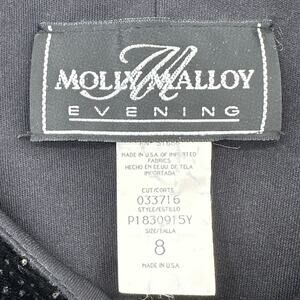 MOLLY MALLOY
EVENING
MADE IN U.S.A. OF IMPORTED
FABRICS
HECHO EN EE.UU. DE TELA
IMPORTADA
CUT/CORTE
033716
STYLE/ESTILLO
P1830915Y
SIZE/TALLA
8
MADE IN U.S.A.